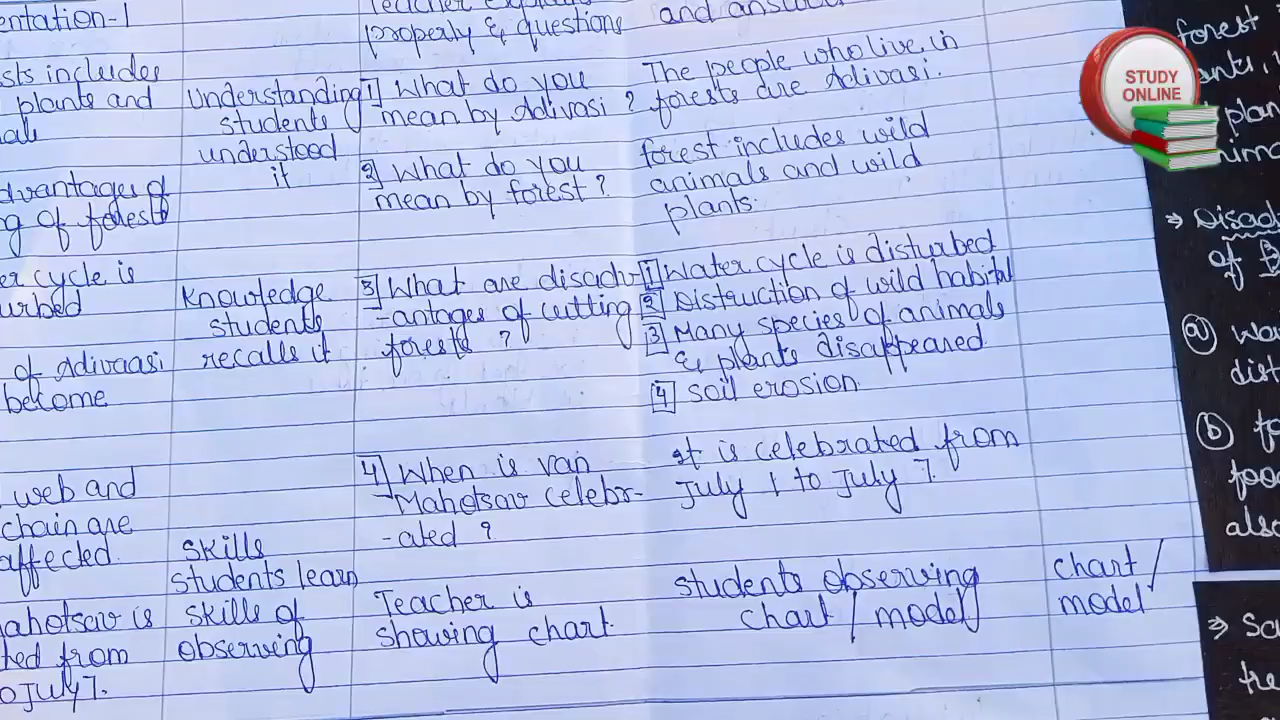 entation-1
sts includes
plants and
als
dvantages of
g of forests
er cycle is
urbed
of Adivaasi
become
web and
chain are
affected.
ahotsav is
ted from
o July 7.
Understanding
students
understood
it
Knowledge
students
recalls it
Skills
students learn
skills of
observing
Teacher
property & questions
1 What do you
mean by Adivasi ?
2 What do you
mean by forest ?
3 What are disadv-
-antages of cutting
forests ?
4 When is van
-Mahotsav celebr-
-ated ?
Teacher is
showing chart.
and answer
The people who live in
forests are Adivasi.
forest includes wild
animals and wild
plants.
1 Water cycle is disturbed
2 Distruction of wild habital
3 Many species of animals
& plants disappeared
4 soil erosion.
It is celebrated from
July 1 to July 7.
students observing
chart / model
chart /
model
STUDY
ONLINE
forest
ants,
plan
nima
⇒ Disad
of
a wa
dist
b fo
foo
also
⇒ Sc
tre